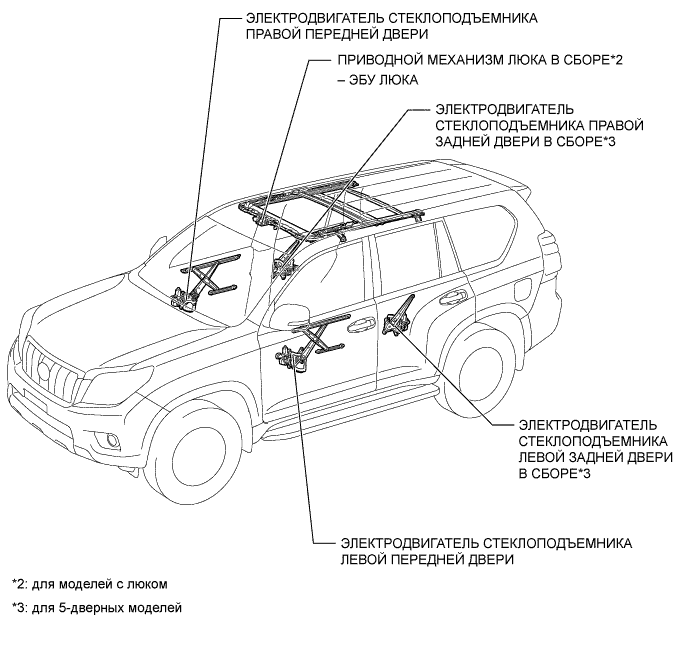 ЭЛЕКТРОДВИГАТЕЛЬ СТЕКЛОПОДЪЕМНИКА
ПРАВОЙ ПЕРЕДНЕЙ ДВЕРИ
ПРИВОДНОЙ МЕХАНИЗМ ЛЮКА В СБОРЕ*2
– ЭБУ ЛЮКА
ЭЛЕКТРОДВИГАТЕЛЬ
СТЕКЛОПОДЪЕМНИКА ПРАВОЙ
ЗАДНЕЙ ДВЕРИ В СБОРЕ*3
ЭЛЕКТРОДВИГАТЕЛЬ
СТЕКЛОПОДЪЕМНИКА
ЛЕВОЙ ЗАДНЕЙ ДВЕРИ
В СБОРЕ*3
ЭЛЕКТРОДВИГАТЕЛЬ СТЕКЛОПОДЪЕМНИКА
ЛЕВОЙ ПЕРЕДНЕЙ ДВЕРИ
*2: для моделей с люком
*3: для 5-дверных моделей